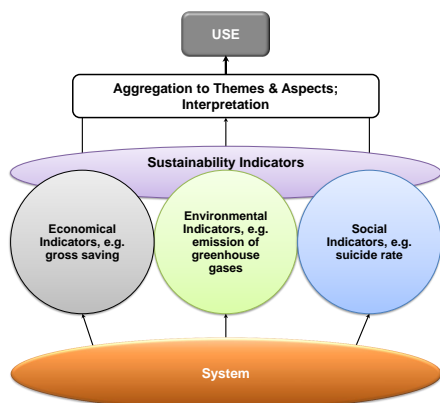 USE
Aggregation to Themes & Aspects;
Interpretation
Sustainability Indicators
Economical
Indicators, e.g.
gross saving
Environmental
Indicators, e.g.
emission of
greenhouse
gases
Social
Indicators, e.g.
suicide rate
System